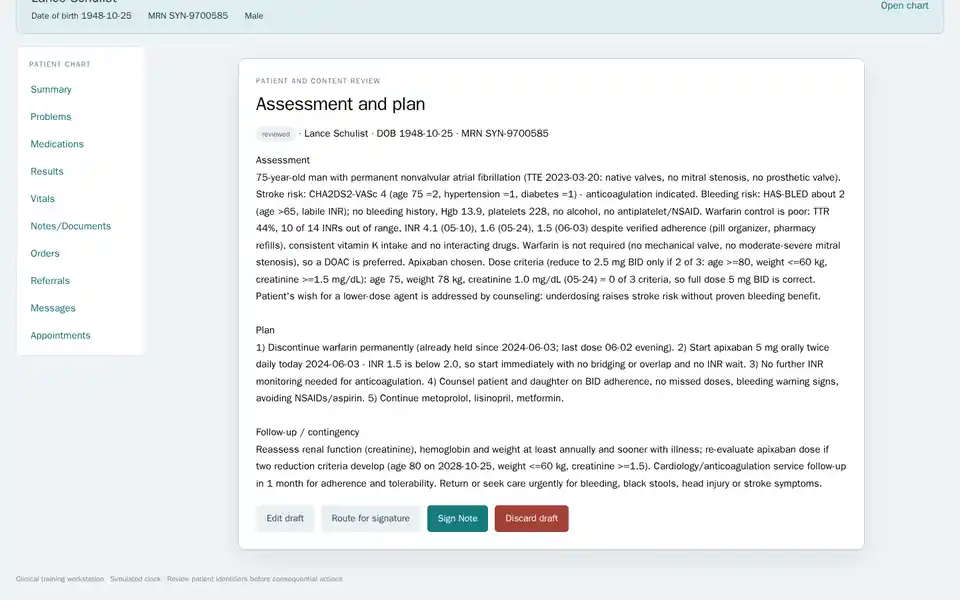 Lance Schulist
Date of birth 1948-10-25 MRN SYN-9700585 Male
Open chart
PATIENT CHART
Summary
Problems
Medications
Results
Vitals
Notes/Documents
Orders
Referrals
Messages
Appointments
PATIENT AND CONTENT REVIEW
Assessment and plan
reviewed · Lance Schulist · DOB 1948-10-25 · MRN SYN-9700585
Assessment
75-year-old man with permanent nonvalvular atrial fibrillation (TTE 2023-03-20: native valves, no mitral stenosis, no prosthetic valve).
Stroke risk: CHA2DS2-VASc 4 (age 75 =2, hypertension =1, diabetes =1) - anticoagulation indicated. Bleeding risk: HAS-BLED about 2
(age >65, labile INR); no bleeding history, Hgb 13.9, platelets 228, no alcohol, no antiplatelet/NSAID. Warfarin control is poor: TTR
44%, 10 of 14 INRs out of range, INR 4.1 (05-10), 1.6 (05-24), 1.5 (06-03) despite verified adherence (pill organizer, pharmacy
refills), consistent vitamin K intake and no interacting drugs. Warfarin is not required (no mechanical valve, no moderate-severe mitral
stenosis), so a DOAC is preferred. Apixaban chosen. Dose criteria (reduce to 2.5 mg BID only if 2 of 3: age >=80, weight <=60 kg,
creatinine >=1.5 mg/dL): age 75, weight 78 kg, creatinine 1.0 mg/dL (05-24) = 0 of 3 criteria, so full dose 5 mg BID is correct.
Patient's wish for a lower-dose agent is addressed by counseling: underdosing raises stroke risk without proven bleeding benefit.
Plan
1) Discontinue warfarin permanently (already held since 2024-06-03; last dose 06-02 evening). 2) Start apixaban 5 mg orally twice
daily today 2024-06-03 - INR 1.5 is below 2.0, so start immediately with no bridging or overlap and no INR wait. 3) No further INR
monitoring needed for anticoagulation. 4) Counsel patient and daughter on BID adherence, no missed doses, bleeding warning signs,
avoiding NSAIDs/aspirin. 5) Continue metoprolol, lisinopril, metformin.
Follow-up / contingency
Reassess renal function (creatinine), hemoglobin and weight at least annually and sooner with illness; re-evaluate apixaban dose if
two reduction criteria develop (age 80 on 2028-10-25, weight <=60 kg, creatinine >=1.5). Cardiology/anticoagulation service follow-up
in 1 month for adherence and tolerability. Return or seek care urgently for bleeding, black stools, head injury or stroke symptoms.
Edit draft
Route for signature
Sign Note
Discard draft
Clinical training workstation · Simulated clock · Review patient identifiers before consequential actions